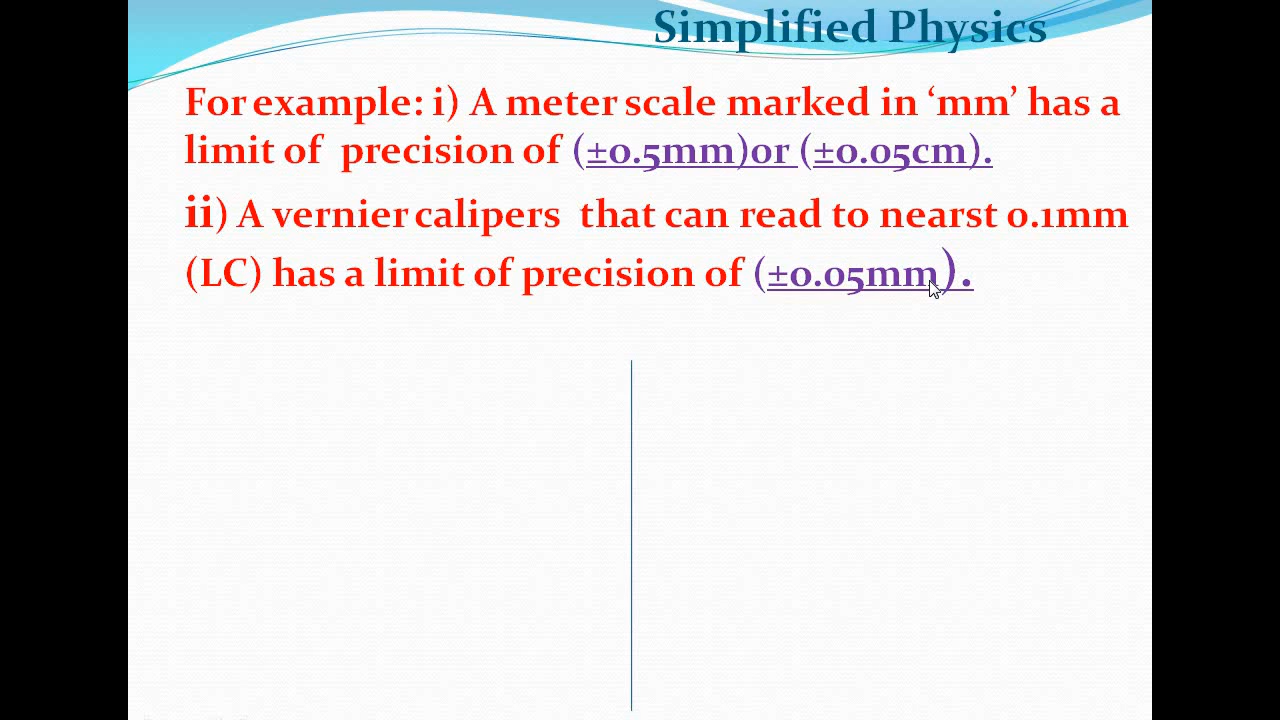 Simplified Physics
For example: i) A meter scale marked in ‘mm’ has a
limit of precision of (±0.5mm)or (±0.05cm).
ii) A vernier calipers that can read to nearst 0.1mm
(LC) has a limit of precision of (±0.05mm).